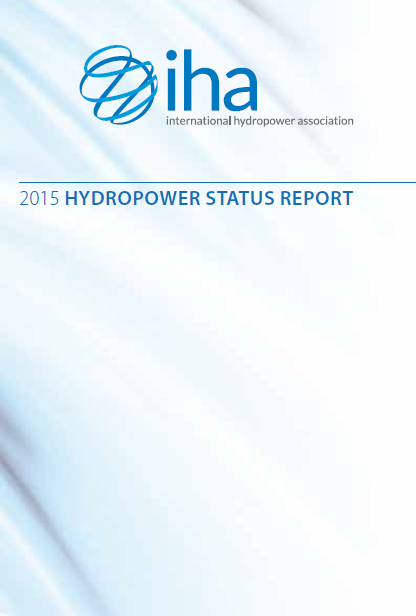 iha
international hydropower association
2015 HYDROPOWER STATUS REPORT